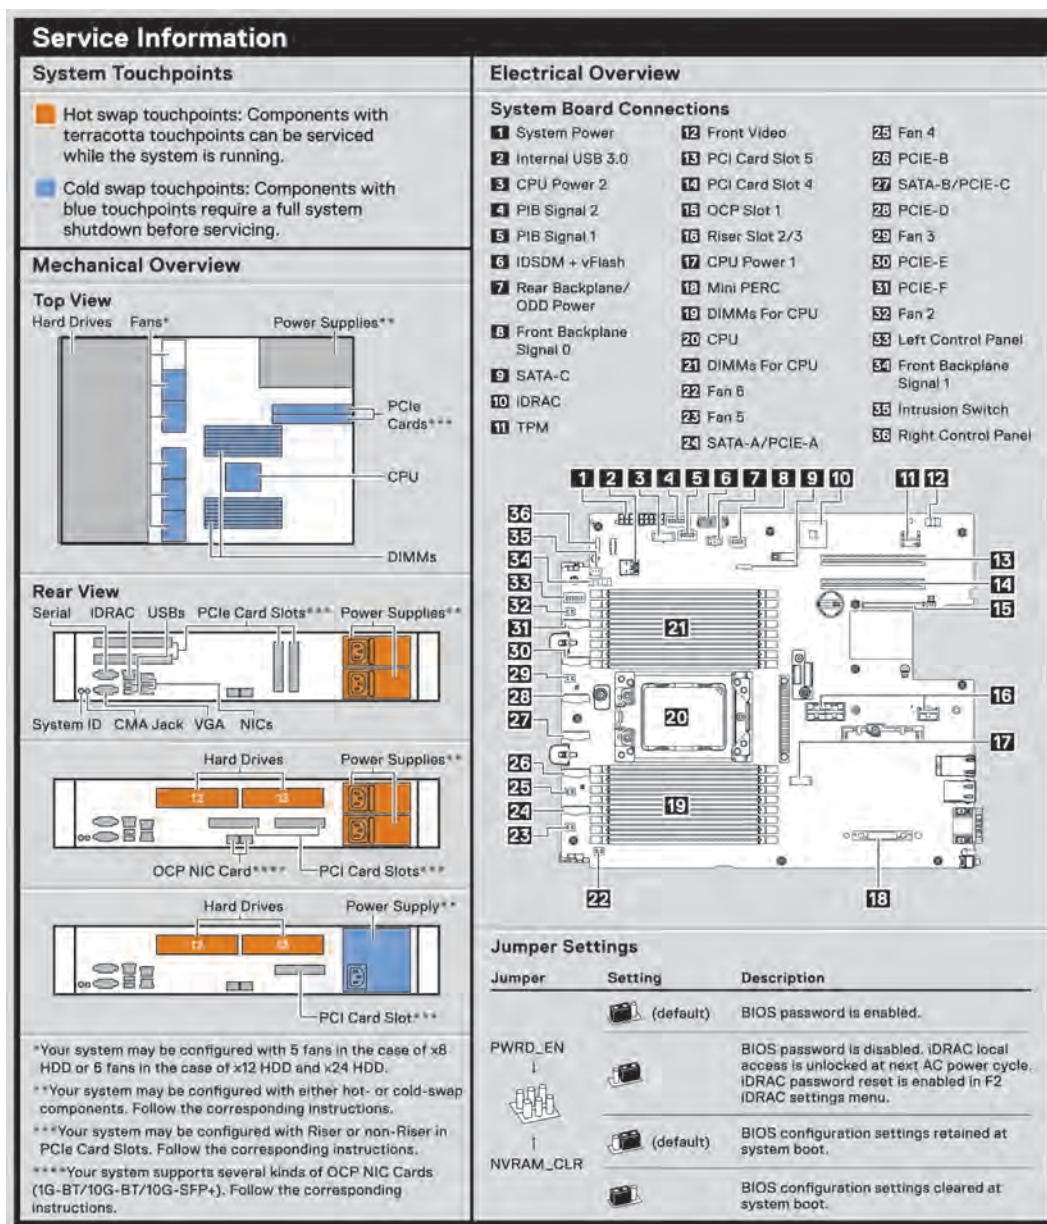 Service Information
System Touchpoints
Hot swap touchpoints: Components with
terracotta touchpoints can be serviced
while the system is running.
Cold swap touchpoints: Components with
blue touchpoints require a full system
shutdown before servicing.
Mechanical Overview
Top View
Hard Drives Fans* Power Supplies**
PCIe
Cards***
CPU
DIMMs
Rear View
Serial IDRAC USBs PCIe Card Slots*** Power Supplies**
System ID CMA Jack VGA NICs
Hard Drives Power Supplies**
12 13
OCP NIC Card**** PCI Card Slots***
Hard Drives Power Supply**
12 13
PCI Card Slot***
*Your system may be configured with 5 fans in the case of x8
HDD or 6 fans in the case of x12 HDD and x24 HDD.
**Your system may be configured with either hot- or cold-swap
components. Follow the corresponding instructions.
***Your system may be configured with Riser or non-Riser in
PCIe Card Slots. Follow the corresponding instructions.
****Your system supports several kinds of OCP NIC Cards
(1G-BT/10G-BT/10G-SFP+). Follow the corresponding
instructions.
Electrical Overview
System Board Connections
1 System Power
2 Internal USB 3.0
3 CPU Power 2
4 PIB Signal 2
5 PIB Signal 1
6 IDSDM + vFlash
7 Rear Backplane/
ODD Power
8 Front Backplane
Signal 0
9 SATA-C
10 IDRAC
11 TPM
12 Front Video
13 PCI Card Slot 5
14 PCI Card Slot 4
15 OCP Slot 1
16 Riser Slot 2/3
17 CPU Power 1
18 Mini PERC
19 DIMMs For CPU
20 CPU
21 DIMMs For CPU
22 Fan 6
23 Fan 5
24 SATA-A/PCIE-A
25 Fan 4
26 PCIE-B
27 SATA-B/PCIE-C
28 PCIE-D
29 Fan 3
30 PCIE-E
31 PCIE-F
32 Fan 2
33 Left Control Panel
34 Front Backplane
Signal 1
35 Intrusion Switch
36 Right Control Panel
1 2 3 4 5 6 7 8 9 10 11 12
36
35
34
33
32
31
30
29
28
27
26
25
24
23
22
21
20
19
13
14
15
16
17
18
Jumper Settings
Jumper Setting Description
PWRD_EN
(default) BIOS password is enabled.
BIOS password is disabled. iDRAC local
access is unlocked at next AC power cycle.
iDRAC password reset is enabled in F2
iDRAC settings menu.
NVRAM_CLR
(default) BIOS configuration settings retained at
system boot.
BIOS configuration settings cleared at
system boot.